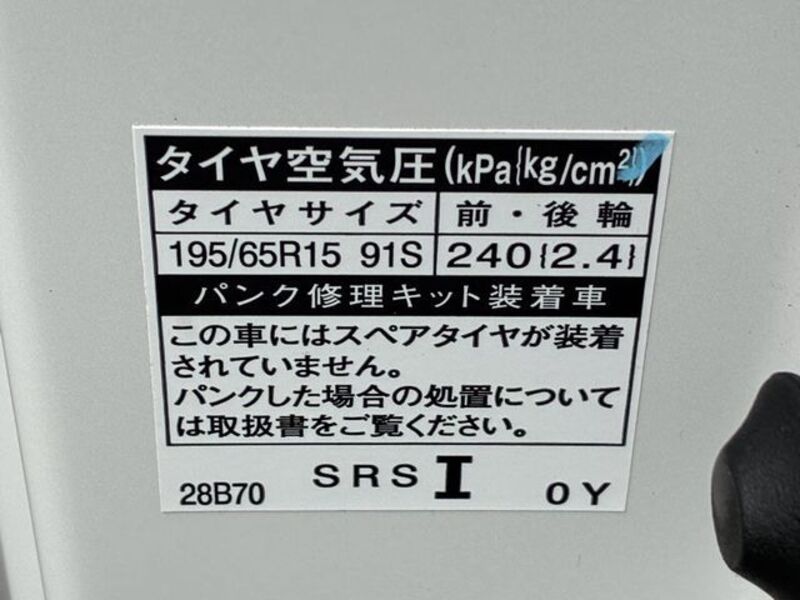 タイヤ空気圧(kPa{kg/cm²})
タイヤサイズ 前・後輪
195/65R15 91S 240{2.4}
パンク修理キット装着車
この車にはスペアタイヤが装着
されていません。
パンクした場合の処置について
は取扱書をご覧ください。
28B70 SRS I 0Y